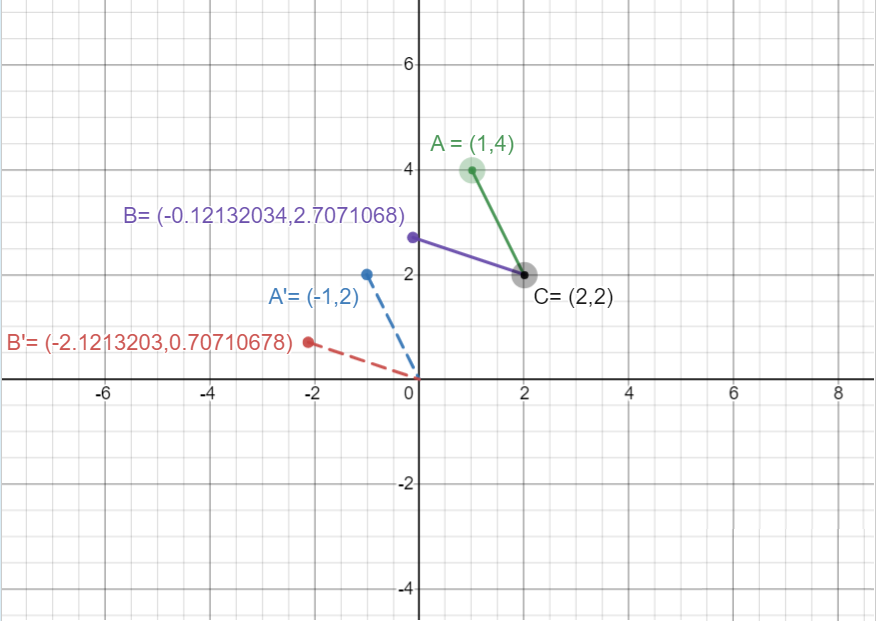 6
A = (1,4)
4
B= (-0.12132034,2.7071068)
2
A'= (-1,2)
C= (2,2)
B'= (-2.1213203,0.70710678)
-6
-4
-2
0
2
4
6
8
-2
-4